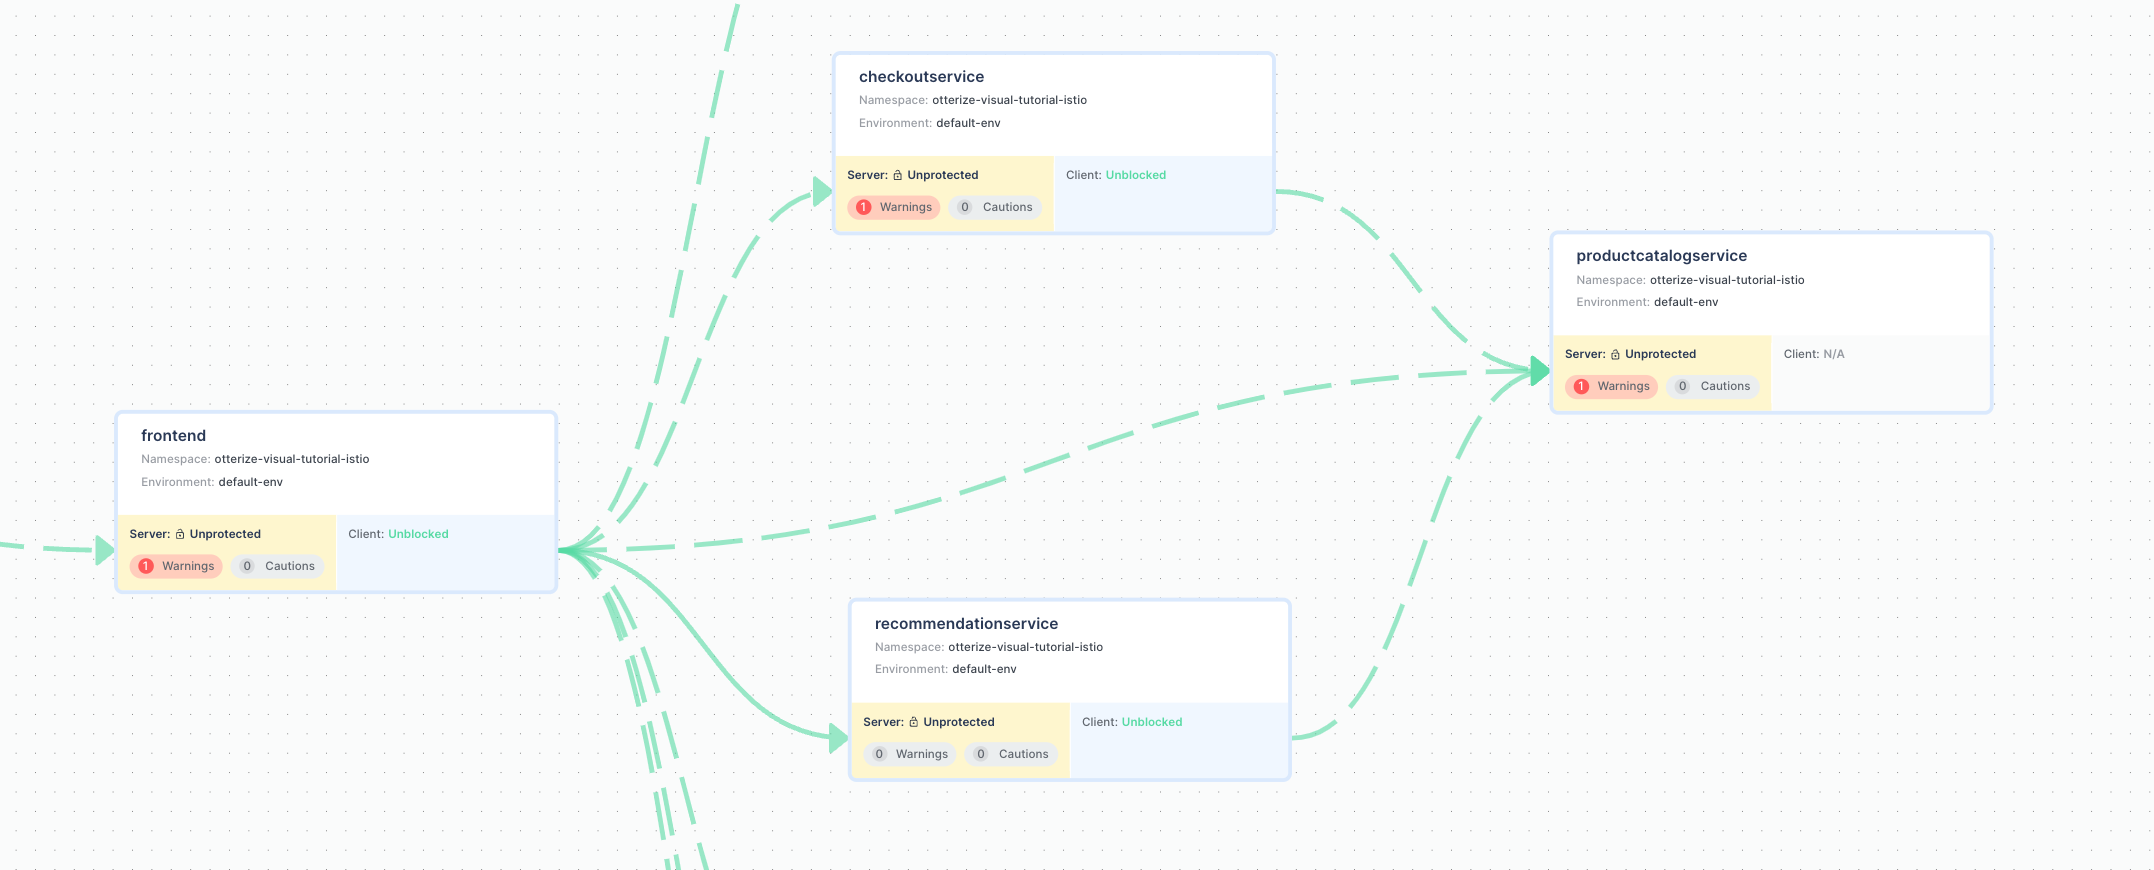 checkoutservice
Namespace: otterize-visual-tutorial-istio
Environment: default-env
Server: Unprotected
Client: Unblocked
1 Warnings 0 Cautions
productcatalogservice
Namespace: otterize-visual-tutorial-istio
Environment: default-env
Server: Unprotected
Client: N/A
1 Warnings 0 Cautions
frontend
Namespace: otterize-visual-tutorial-istio
Environment: default-env
Server: Unprotected
Client: Unblocked
1 Warnings 0 Cautions
recommendationservice
Namespace: otterize-visual-tutorial-istio
Environment: default-env
Server: Unprotected
Client: Unblocked
0 Warnings 0 Cautions